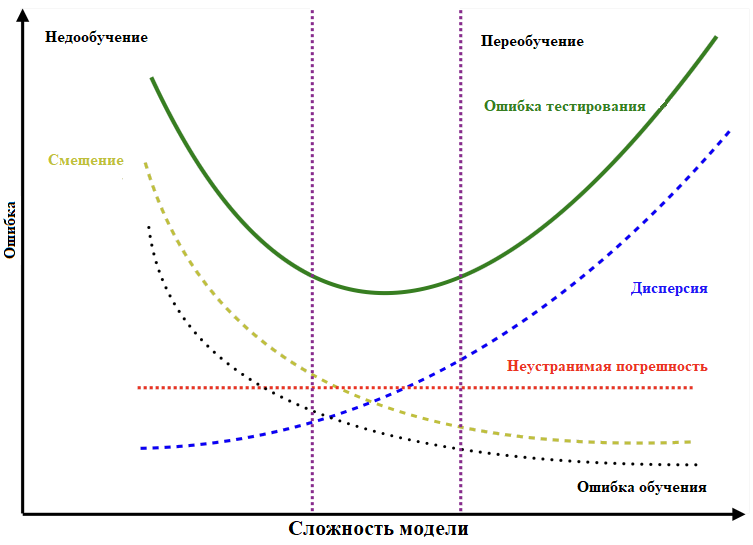 Недообучение
Переобучение
Ошибка тестирования
Смещение
Ошибка
Дисперсия
Неустранимая погрешность
Ошибка обучения
Сложность модели